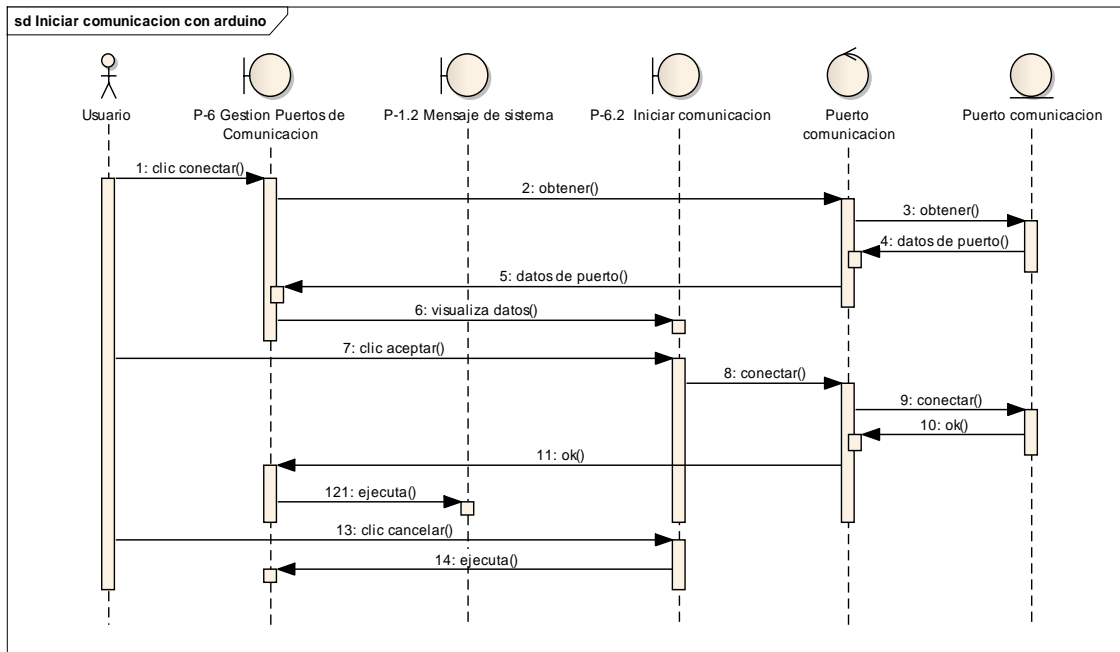 sd Iniciar comunicacion con arduino
Usuario
P-6 Gestion Puertos de
Comunicacion
P-1.2 Mensaje de sistema
P-6.2 Iniciar comunicacion
Puerto
comunicacion
Puerto comunicacion
1: clic conectar()
2: obtener()
3: obtener()
4: datos de puerto()
5: datos de puerto()
6: visualiza datos()
7: clic aceptar()
8: conectar()
9: conectar()
10: ok()
11: ok()
121: ejecuta()
13: clic cancelar()
14: ejecuta()